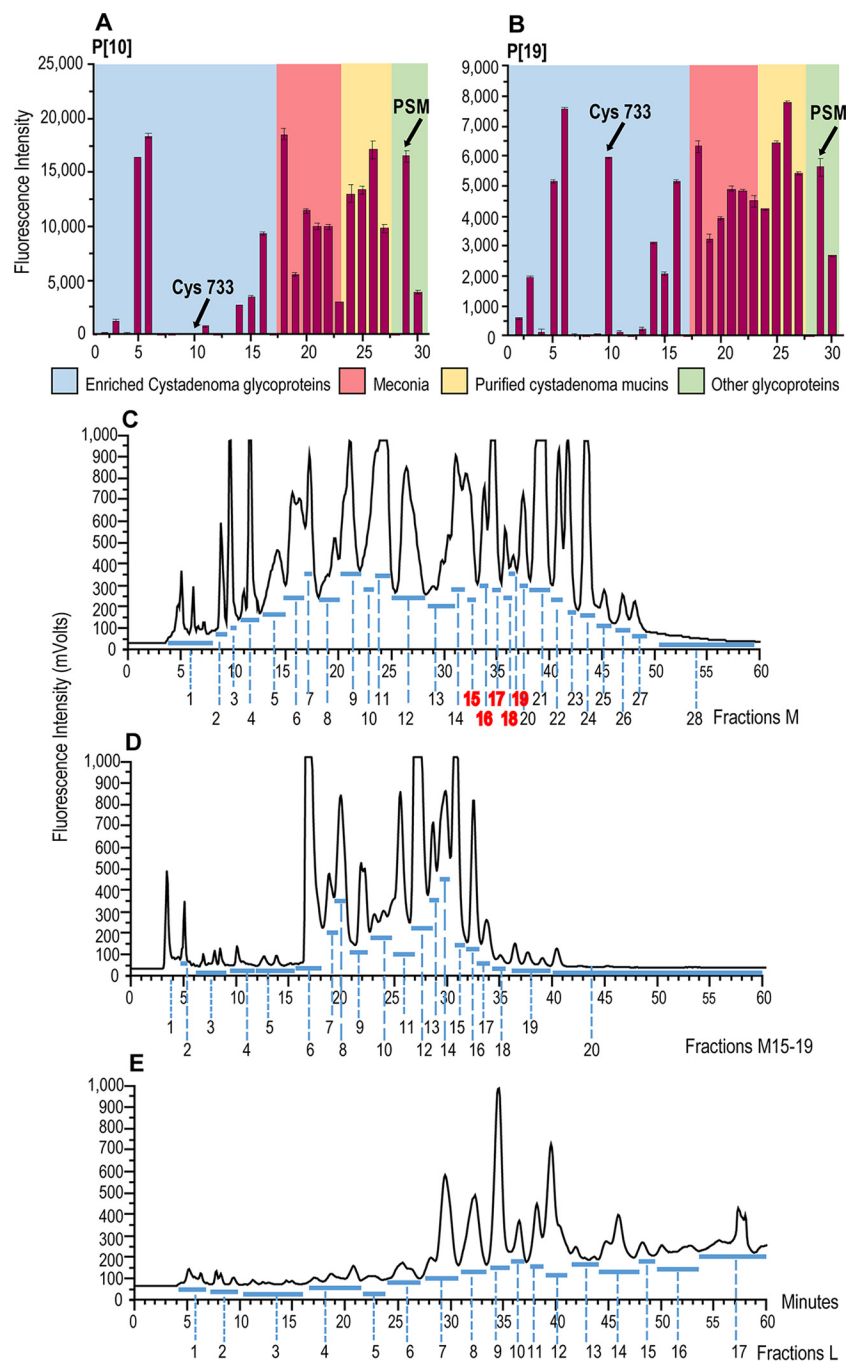 A
P[10]
25,000
20,000
15,000
10,000
5,000
0
Fluorescence Intensity
Cys 733
PSM
0 5 10 15 20 25 30
B
P[19]
9,000
8,000
7,000
6,000
5,000
4,000
3,000
2,000
1,000
0
Cys 733
PSM
0 5 10 15 20 25 30
Enriched Cystadenoma glycoproteins Meconia Purified cystadenoma mucins Other glycoproteins
Fluorescence Intensity (mVolts)
C
1,000
900
800
700
600
500
400
300
200
100
0
0 5 10 15 20 25 30 35 40 45 50 55 60
1 3 5 7 9 11 13 15 17 19 21 23 25 27
2 4 6 8 10 12 14 16 18 20 22 24 26 28 Fractions M
D
1,000
900
800
700
600
500
400
300
200
100
0
0 5 10 15 20 25 30 35 40 45 50 55 60
1 3 5 7 9 11 13 15 17 19
2 4 6 8 10 12 14 16 18 20 Fractions M15-19
E
1,000
900
800
700
600
500
400
300
200
100
0
0 5 10 15 20 25 30 35 40 45 50 55 60 Minutes
1 2 3 4 5 6 7 8 9 10 11 12 13 14 15 16 17 Fractions L